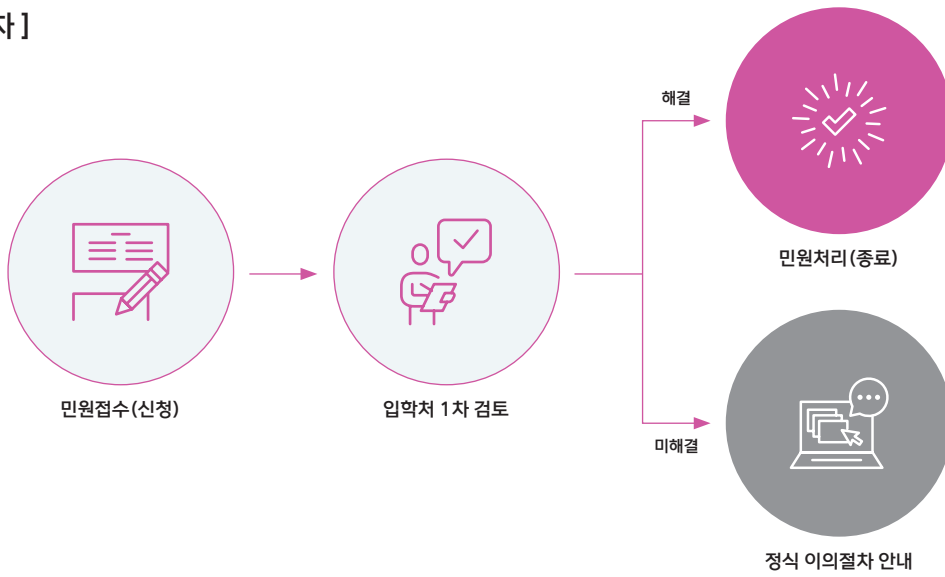 차]
해결
민원처리(종료)
민원접수(신청)
입학처 1차 검토
미해결
정식 이의절차 안내